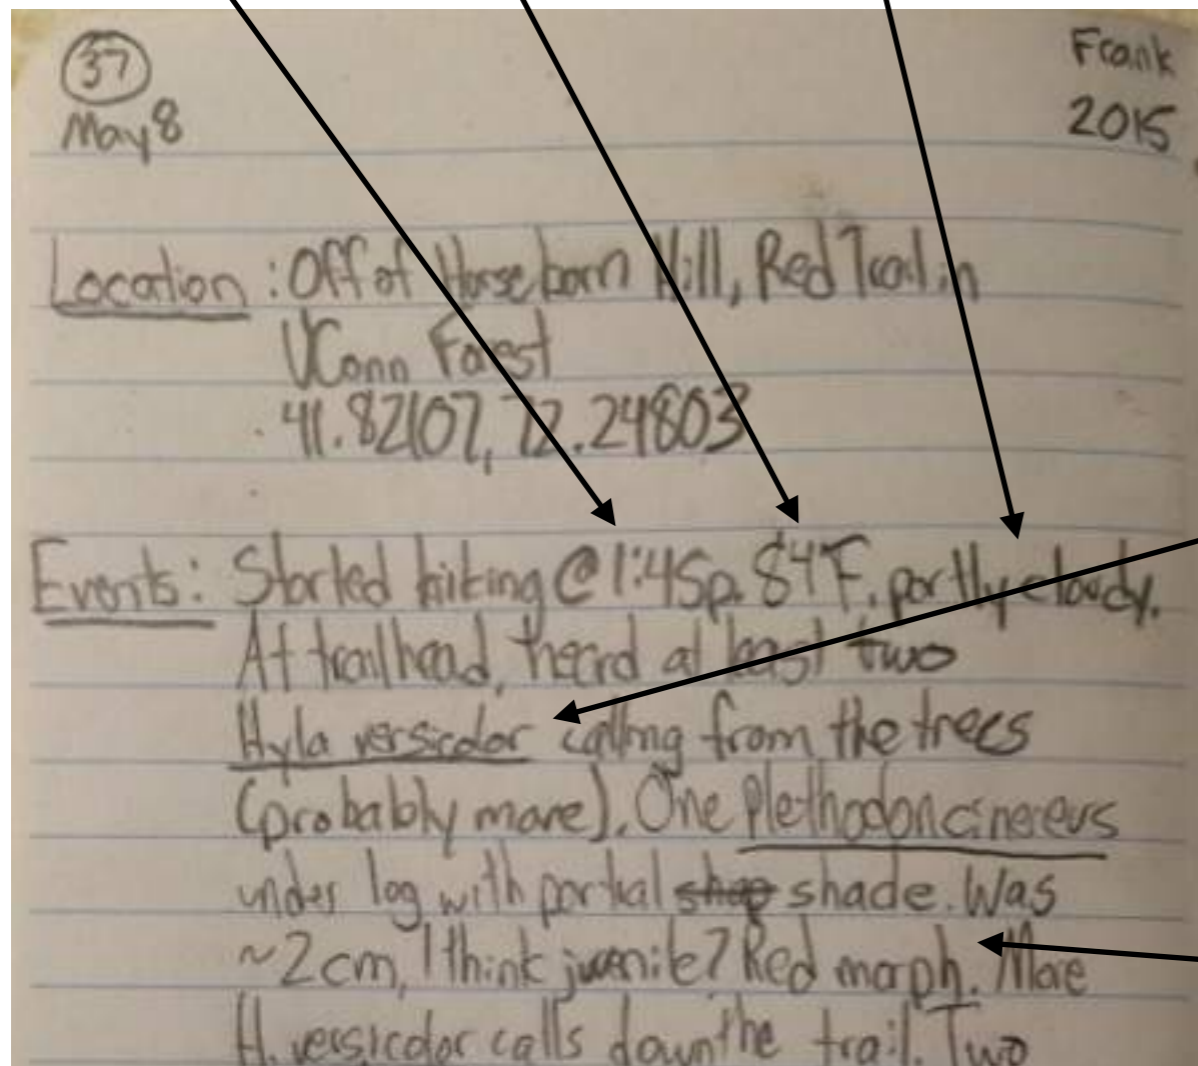 37
May 8
Frank
2015
Location: Off of Horsebarn Hill, Red Trail in
UConn Forest
41.82107, 72.24803
Events: Started hiking @ 1:45p. 84°F. partly cloudy.
At trailhead, heard at least two
Hyla versicolor calling from the trees
(probably more). One Plethodon cinereus
under log with partial shap shade. Was
~2cm, I think juvenile? Red morph. More
H. versicolor calls down the trail. Two